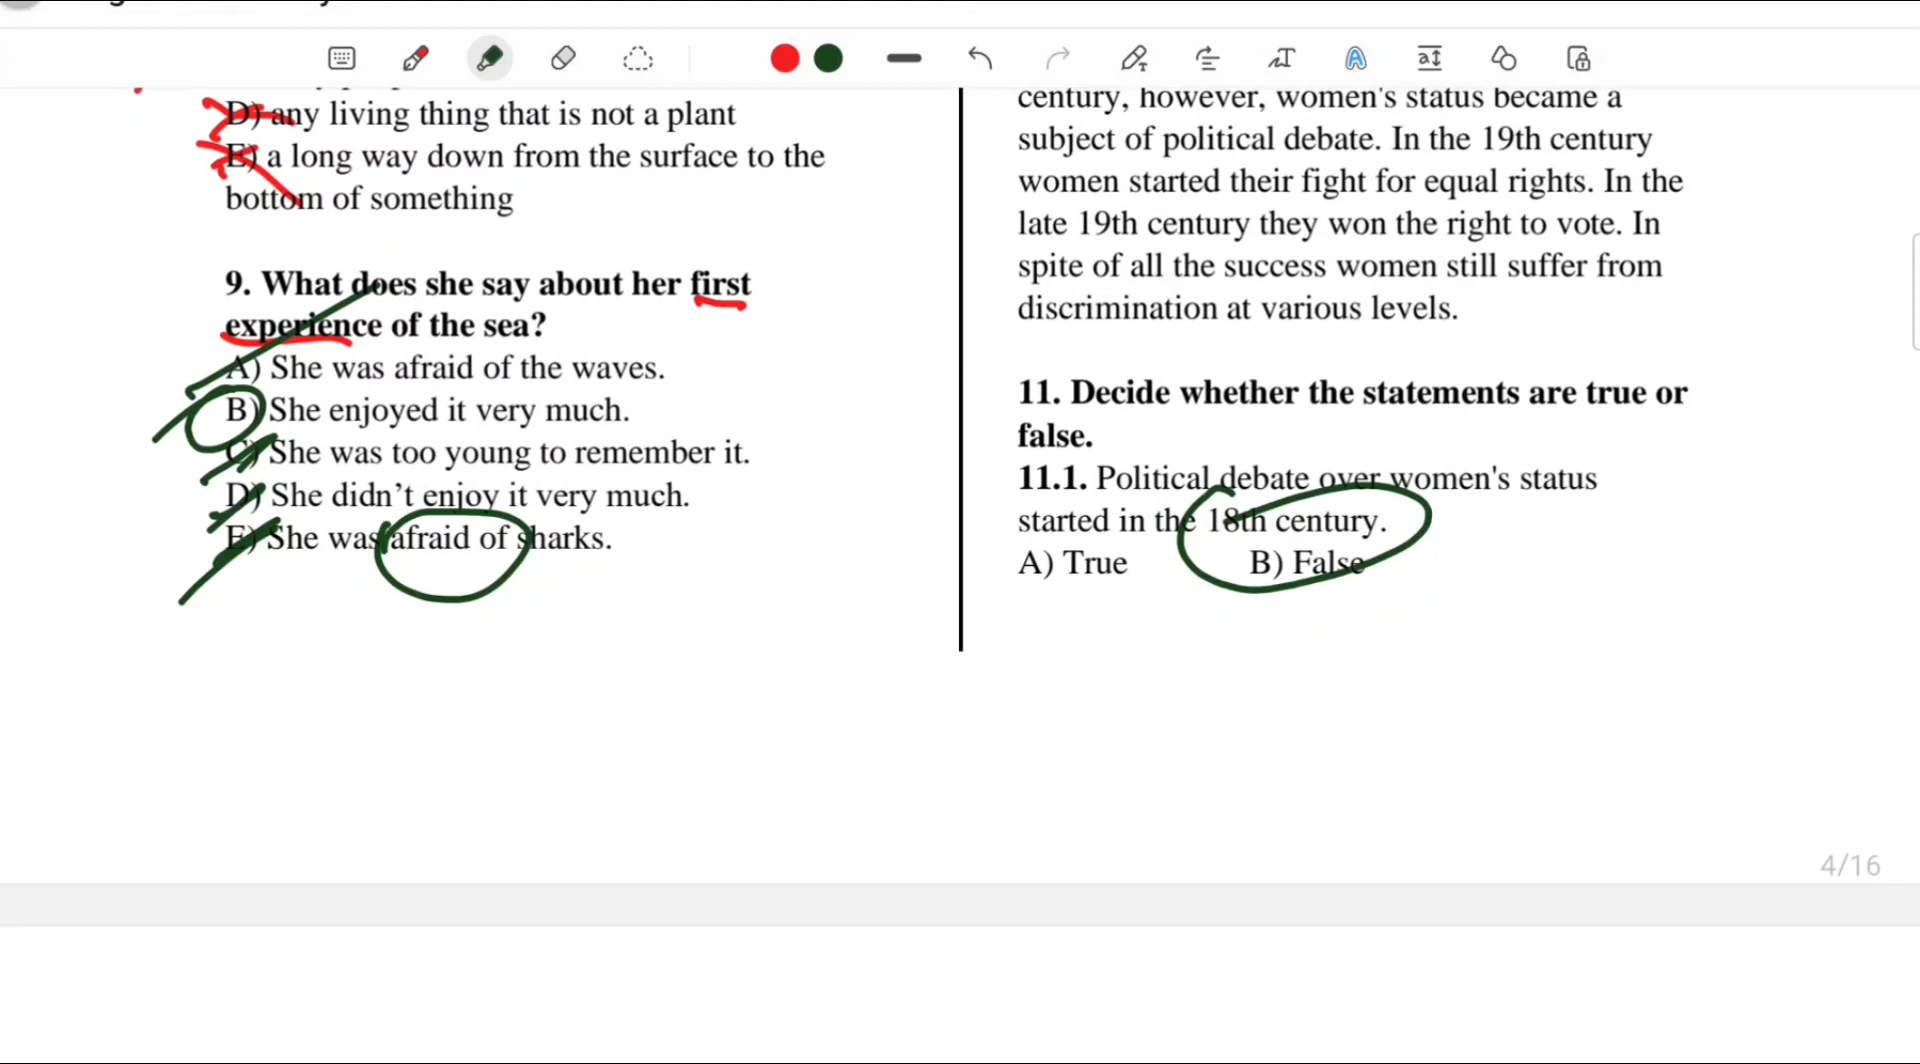 D) any living thing that is not a plant
E) a long way down from the surface to the
bottom of something
9. What does she say about her first
experience of the sea?
A) She was afraid of the waves.
B) She enjoyed it very much.
C) She was too young to remember it.
D) She didn’t enjoy it very much.
E) She was afraid of sharks.
century, however, women's status became a
subject of political debate. In the 19th century
women started their fight for equal rights. In the
late 19th century they won the right to vote. In
spite of all the success women still suffer from
discrimination at various levels.
11. Decide whether the statements are true or
false.
11.1. Political debate over women's status
started in the 18th century.
A) True B) False
4/16